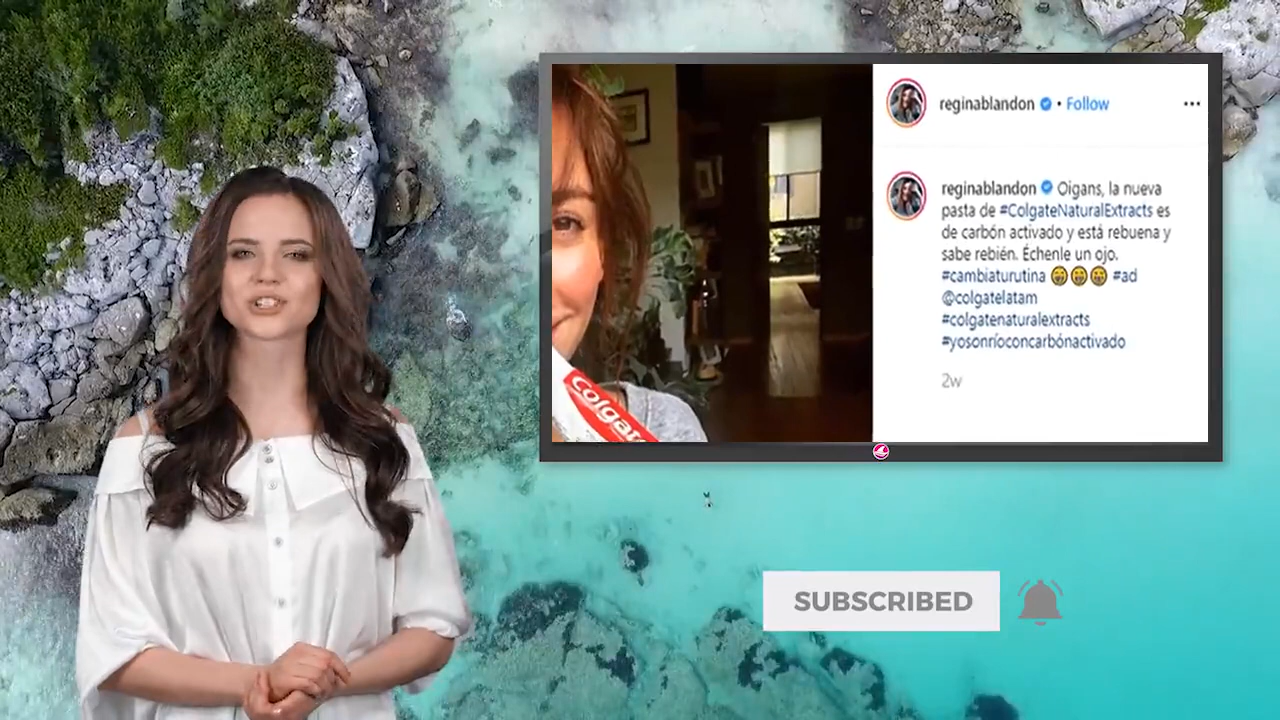 reginablandon • Follow
reginablandon Oigans, la nueva
pasta de #ColgateNaturalExtracts es
de carbón activado y está rebuena y
sabe rebién. Échenle un ojo.
#cambiaturutina #ad
@colgatelatam
#colgatenaturalextracts
#yosonríoconcarbónactivado
2w
Colgate
SUBSCRIBED